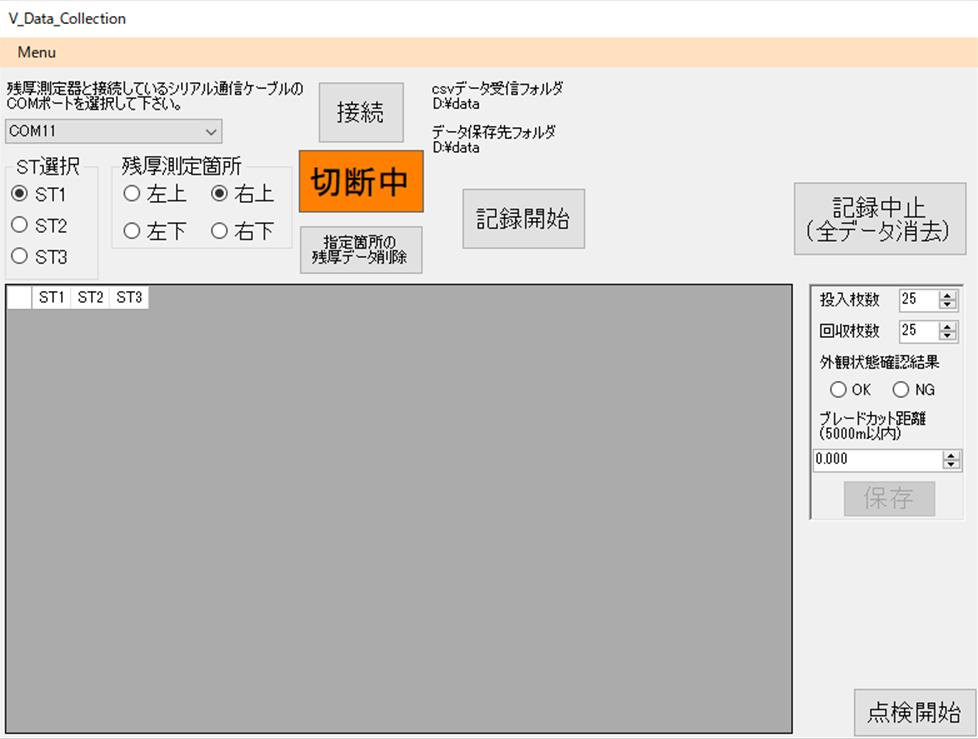 V_Data_Collection
Menu
残厚測定器と接続しているシリアル通信ケーブルの
COMポートを選択して下さい。
COM11
接続
csvデータ受信フォルダ
D:¥data
データ保存先フォルダ
D:¥data
ST選択
ST1
ST2
ST3
残厚測定箇所
左上
右上
左下
右下
切断中
指定箇所の
残厚データ削除
記録開始
記録中止
(全データ消去)
ST1 ST2 ST3
投入枚数 25
回収枚数 25
外観状態確認結果
OK NG
ブレードカット距離
(5000m以内)
0.000
保存
点検開始